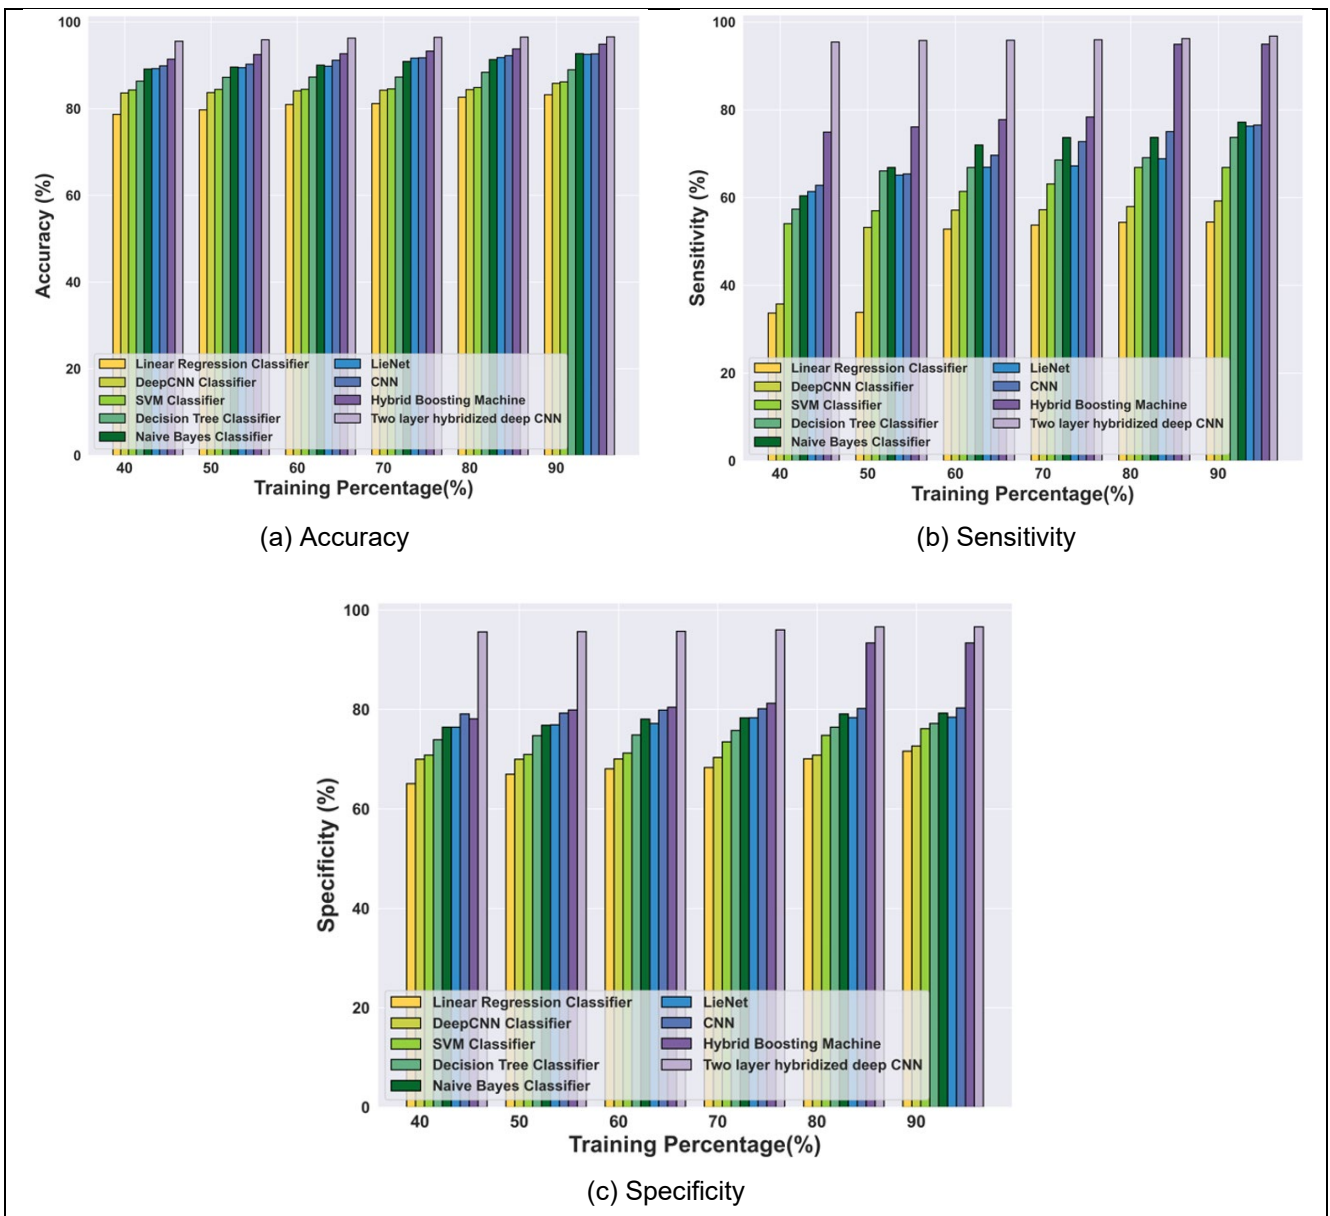 100
80
60
40
20
0
Accuracy (%)
Linear Regression Classifier
DeepCNN Classifier
SVM Classifier
Decision Tree Classifier
Naive Bayes Classifier
LieNet
CNN
Hybrid Boosting Machine
Two layer hybridized deep CNN
40 50 60 70 80 90
Training Percentage(%)
(a) Accuracy
100
80
60
40
20
0
Sensitivity (%)
Linear Regression Classifier
DeepCNN Classifier
SVM Classifier
Decision Tree Classifier
Naive Bayes Classifier
LieNet
CNN
Hybrid Boosting Machine
Two layer hybridized deep CNN
40 50 60 70 80 90
Training Percentage(%)
(b) Sensitivity
100
80
60
40
20
0
Specificity (%)
Linear Regression Classifier
DeepCNN Classifier
SVM Classifier
Decision Tree Classifier
Naive Bayes Classifier
LieNet
CNN
Hybrid Boosting Machine
Two layer hybridized deep CNN
40 50 60 70 80 90
Training Percentage(%)
(c) Specificity